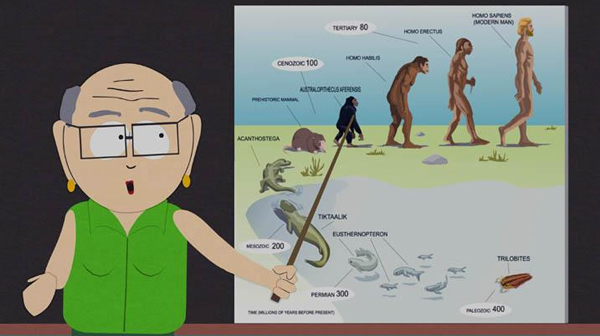 TERTIARY 80
HOMO ERECTUS
HOMO SAPIENS
(MODERN MAN)
CENOZOIC 100
HOMO HABILIS
AUSTRALOPITHECUS AFERENSIS
PREHISTORIC MAMMAL
ACANTHOSTEGA
TIKTAALIK
MESOZOIC 200
EUSTHERNOPTERON
TRILOBITES
PERMIAN 300
PALEOZOIC 400
TIME (MILLIONS OF YEARS BEFORE PRESENT)